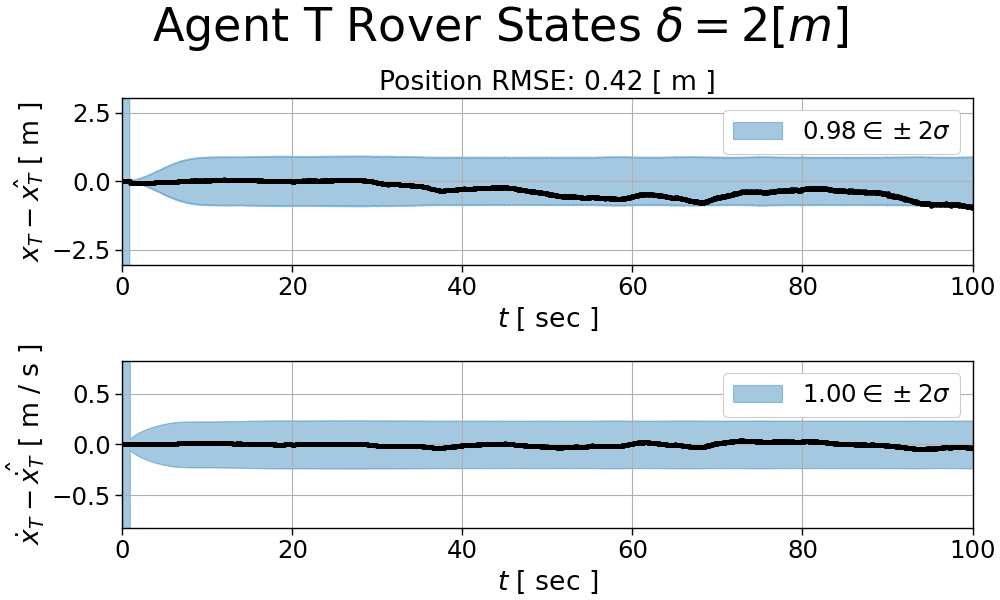 Agent T Rover States δ = 2[m]
Position RMSE: 0.42 [ m ]
x_T − x̂_T [ m ]
2.5
0.0
−2.5
0.98 ∈ ±2σ
0 20 40 60 80 100
t [ sec ]
ẋ_T − ẋ̂_T [ m / s ]
0.5
0.0
−0.5
1.00 ∈ ±2σ
0 20 40 60 80 100
t [ sec ]